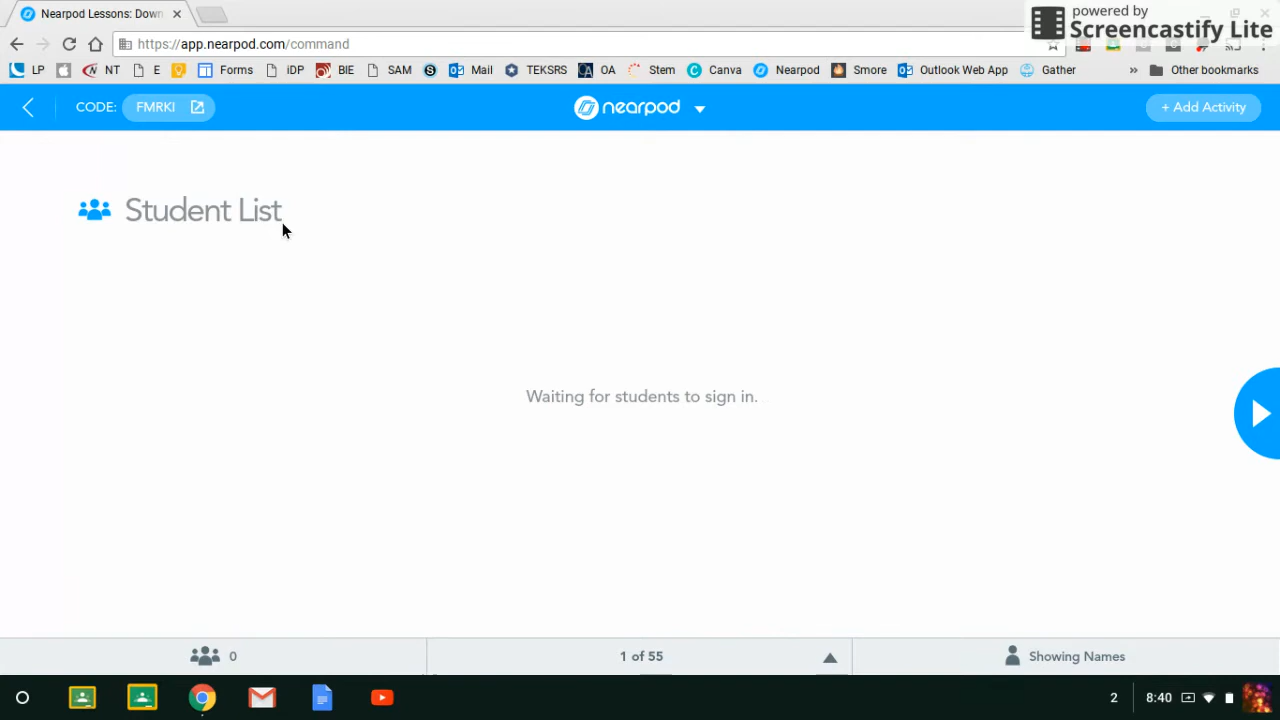 Nearpod Lessons: Down
powered by
Screencastify Lite
https://app.nearpod.com/command
LP NT E Forms iDP BIE SAM Mail TEKSRS OA Stem Canva Nearpod Smore Outlook Web App Gather » Other bookmarks
CODE: FMRKI nearpod + Add Activity
Student List
Waiting for students to sign in.
0 1 of 55 Showing Names
2 8:40